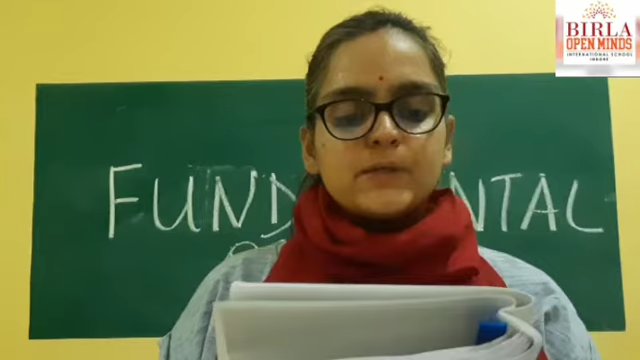 BIRLA
OPEN MINDS
INTERNATIONAL SCHOOL
INDORE
FUND NTAL